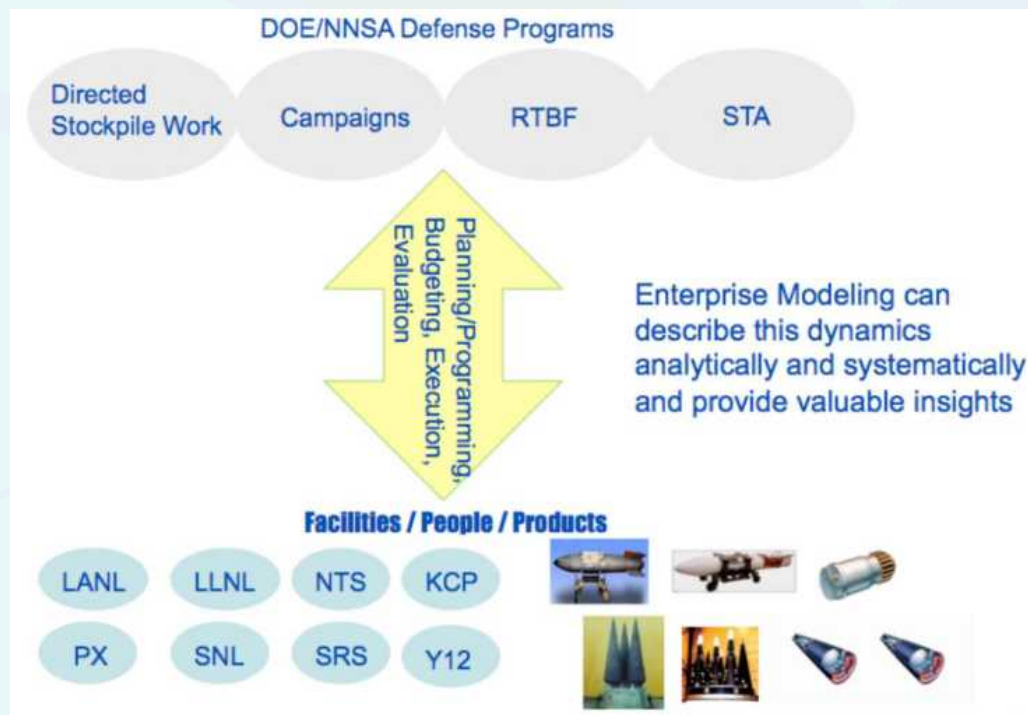 DOE/NNSA Defense Programs
Directed
Stockpile Work
Campaigns
RTBF
STA
Planning/Programming,
Budgeting, Execution,
Evaluation
Enterprise Modeling can
describe this dynamics
analytically and systematically
and provide valuable insights
Facilities / People / Products
LANL
LLNL
NTS
KCP
PX
SNL
SRS
Y12